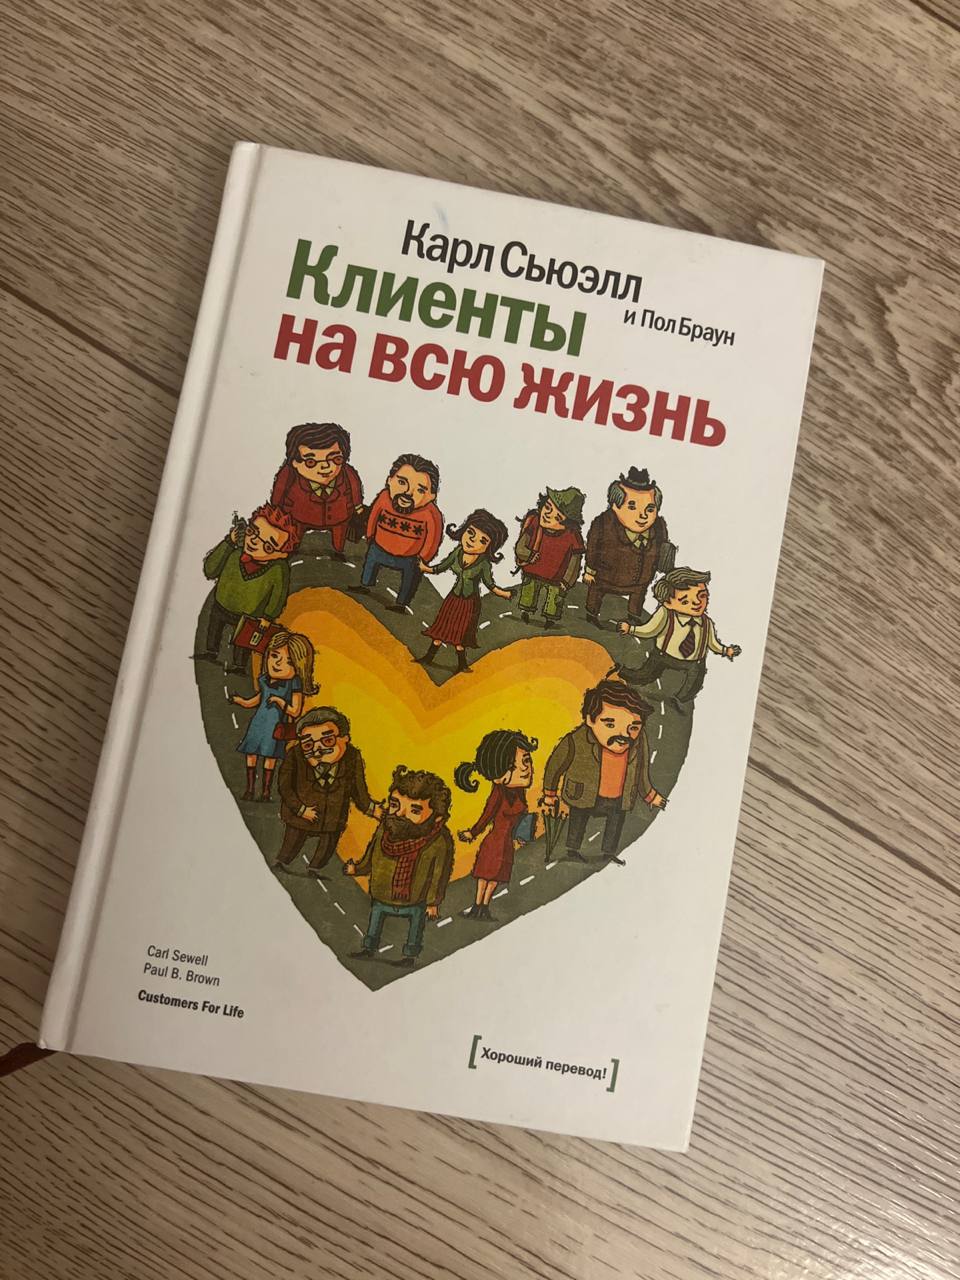 Карл Сьюэлл
и Пол Браун
Клиенты
на всю жизнь
Carl Sewell
Paul B. Brown
Customers For Life
[Хороший перевод!]